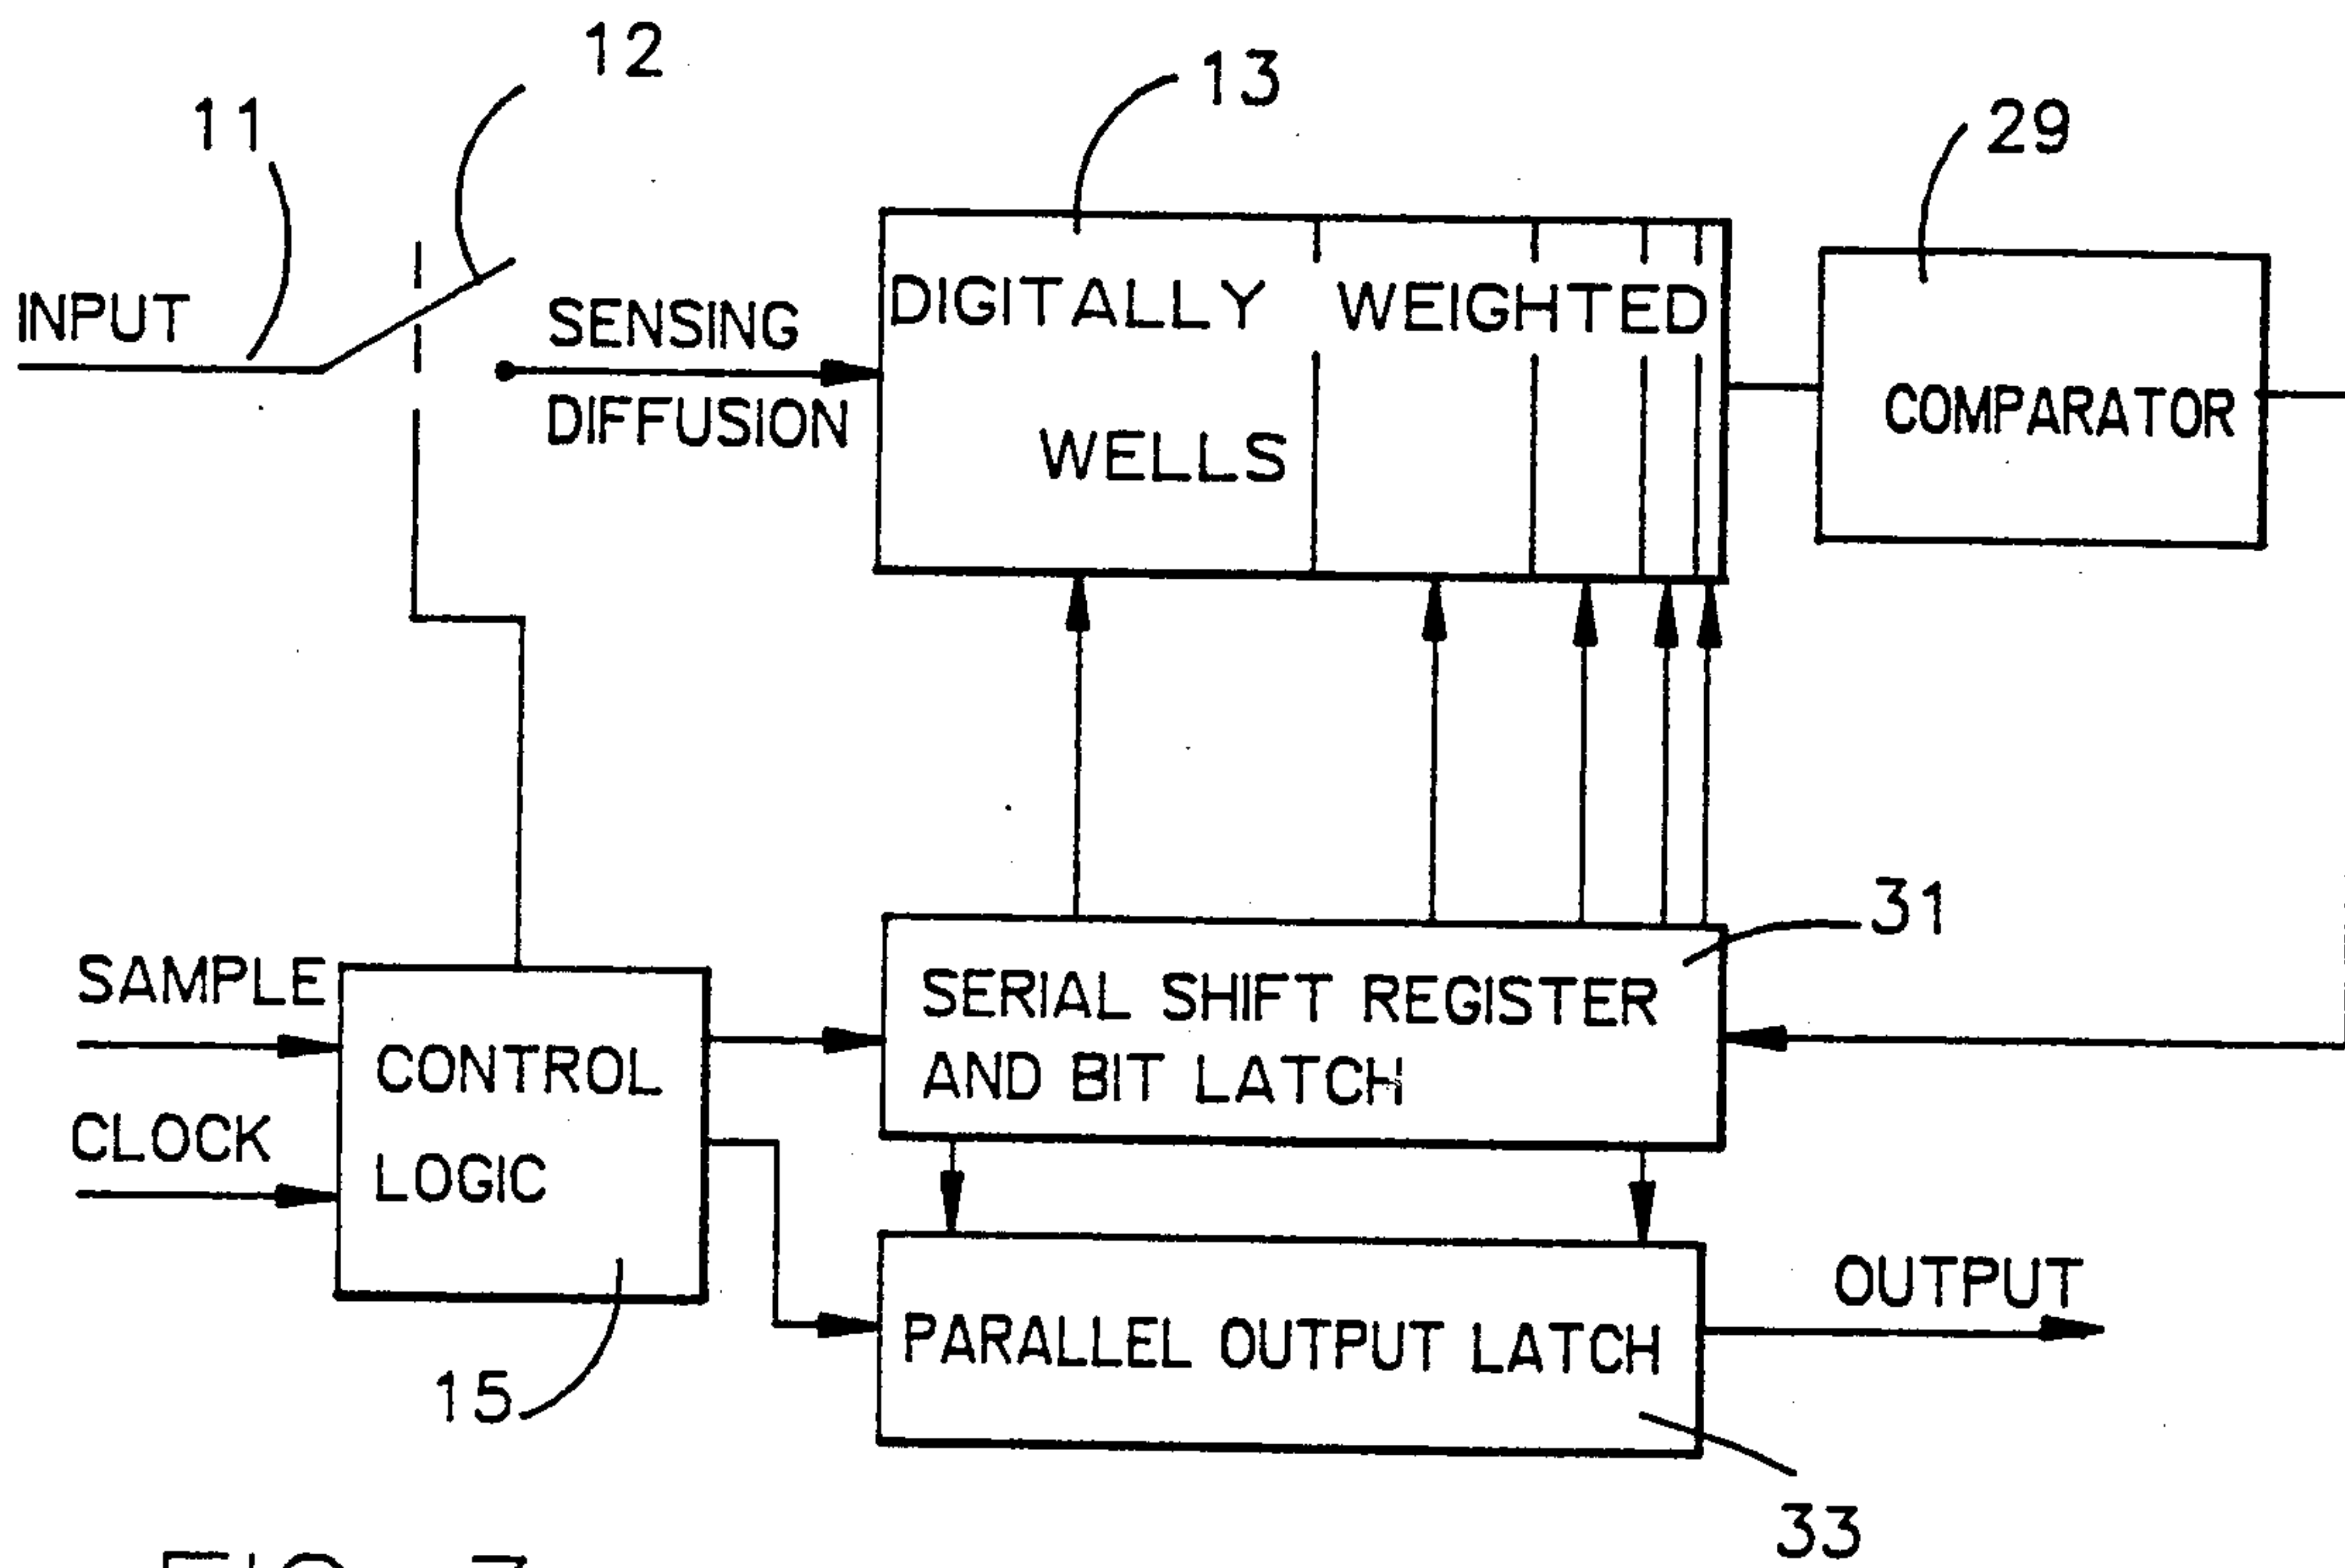 12
13
11
29
INPUT
SENSING
DIFFUSION
DIGITALLY WEIGHTED
WELLS
COMPARATOR
31
SAMPLE
CLOCK
CONTROL
LOGIC
SERIAL SHIFT REGISTER
AND BIT LATCH
OUTPUT
PARALLEL OUTPUT LATCH
15
33